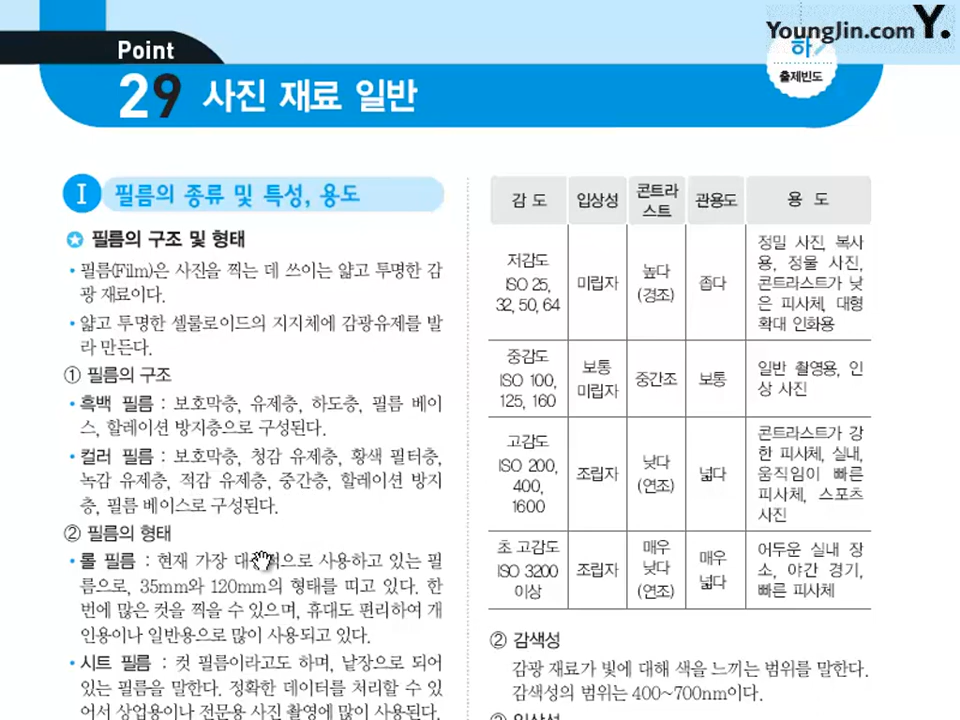 YoungJin.com Y.
Point
29 사진 재료 일반
하
출제빈도
I 필름의 종류 및 특성, 용도
필름의 구조 및 형태
• 필름(Film)은 사진을 찍는 데 쓰이는 얇고 투명한 감
광 재료이다.
• 얇고 투명한 셀룰로이드의 지지체에 감광유제를 발
라 만든다.
① 필름의 구조
• 흑백 필름 : 보호막층, 유제층, 하도층, 필름 베이
스, 할레이션 방지층으로 구성된다.
• 컬러 필름 : 보호막층, 청감 유제층, 황색 필터층,
녹감 유제층, 적감 유제층, 중간층, 할레이션 방지
층, 필름 베이스로 구성된다.
② 필름의 형태
• 롤 필름 : 현재 가장 대 적으로 사용하고 있는 필
름으로, 35mm와 120mm의 형태를 띠고 있다. 한
번에 많은 컷을 찍을 수 있으며, 휴대도 편리하여 개
인용이나 일반용으로 많이 사용되고 있다.
• 시트 필름 : 컷 필름이라고도 하며, 낱장으로 되어
있는 필름을 말한다. 정확한 데이터를 처리할 수 있
어서 상업용이나 전문용 사진 촬영에 많이 사용된다.
감 도 입상성 콘트라 관용도 용 도
스트
저감도
ISO 25,
32, 50, 64
미립자
높다
(경조)
좁다
정밀 사진, 복사
용, 정물 사진,
콘트라스트가 낮
은 피사체, 대형
확대 인화용
중감도
ISO 100,
125, 160
보통
미립자
중간조
보통
일반 촬영용, 인
상 사진
고감도
ISO 200,
400,
1600
조립자
낮다
(연조)
넓다
콘트라스트가 강
한 피사체, 실내,
움직임이 빠른
피사체, 스포츠
사진
초 고감도
ISO 3200
이상
조립자
매우
낮다
(연조)
매우
넓다
어두운 실내 장
소, 야간 경기,
빠른 피사체
② 감색성
감광 재료가 빛에 대해 색을 느끼는 범위를 말한다.
감색성의 범위는 400~700nm이다.